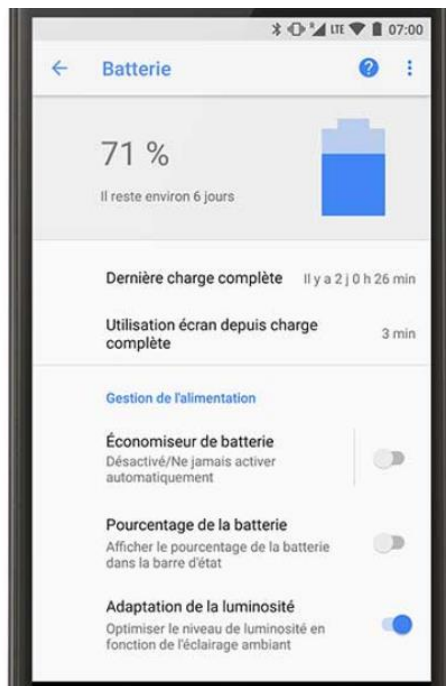 LTE 07:00
Batterie
71 %
Il reste environ 6 jours
Dernière charge complète Il y a 2 j 0 h 26 min
Utilisation écran depuis charge
complète
3 min
Gestion de l'alimentation
Économiseur de batterie
Désactivé/Ne jamais activer
automatiquement
Pourcentage de la batterie
Afficher le pourcentage de la batterie
dans la barre d'état
Adaptation de la luminosité
Optimiser le niveau de luminosité en
fonction de l'éclairage ambiant